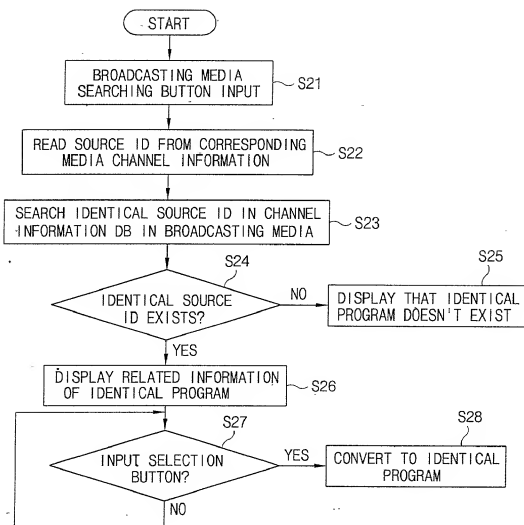 START
BROADCASTING MEDIA
SEARCHING BUTTON INPUT
S21
READ SOURCE ID FROM CORRESPONDING
MEDIA CHANNEL INFORMATION
S22
SEARCH IDENTICAL SOURCE ID IN CHANNEL
INFORMATION DB IN BROADCASTING MEDIA
S23
S24
IDENTICAL SOURCE
ID EXISTS?
NO
S25
DISPLAY THAT IDENTICAL
PROGRAM DOESN'T EXIST
YES
DISPLAY RELATED INFORMATION
OF IDENTICAL PROGRAM
S26
S27
INPUT SELECTION
BUTTON?
YES
S28
CONVERT TO IDENTICAL
PROGRAM
NO